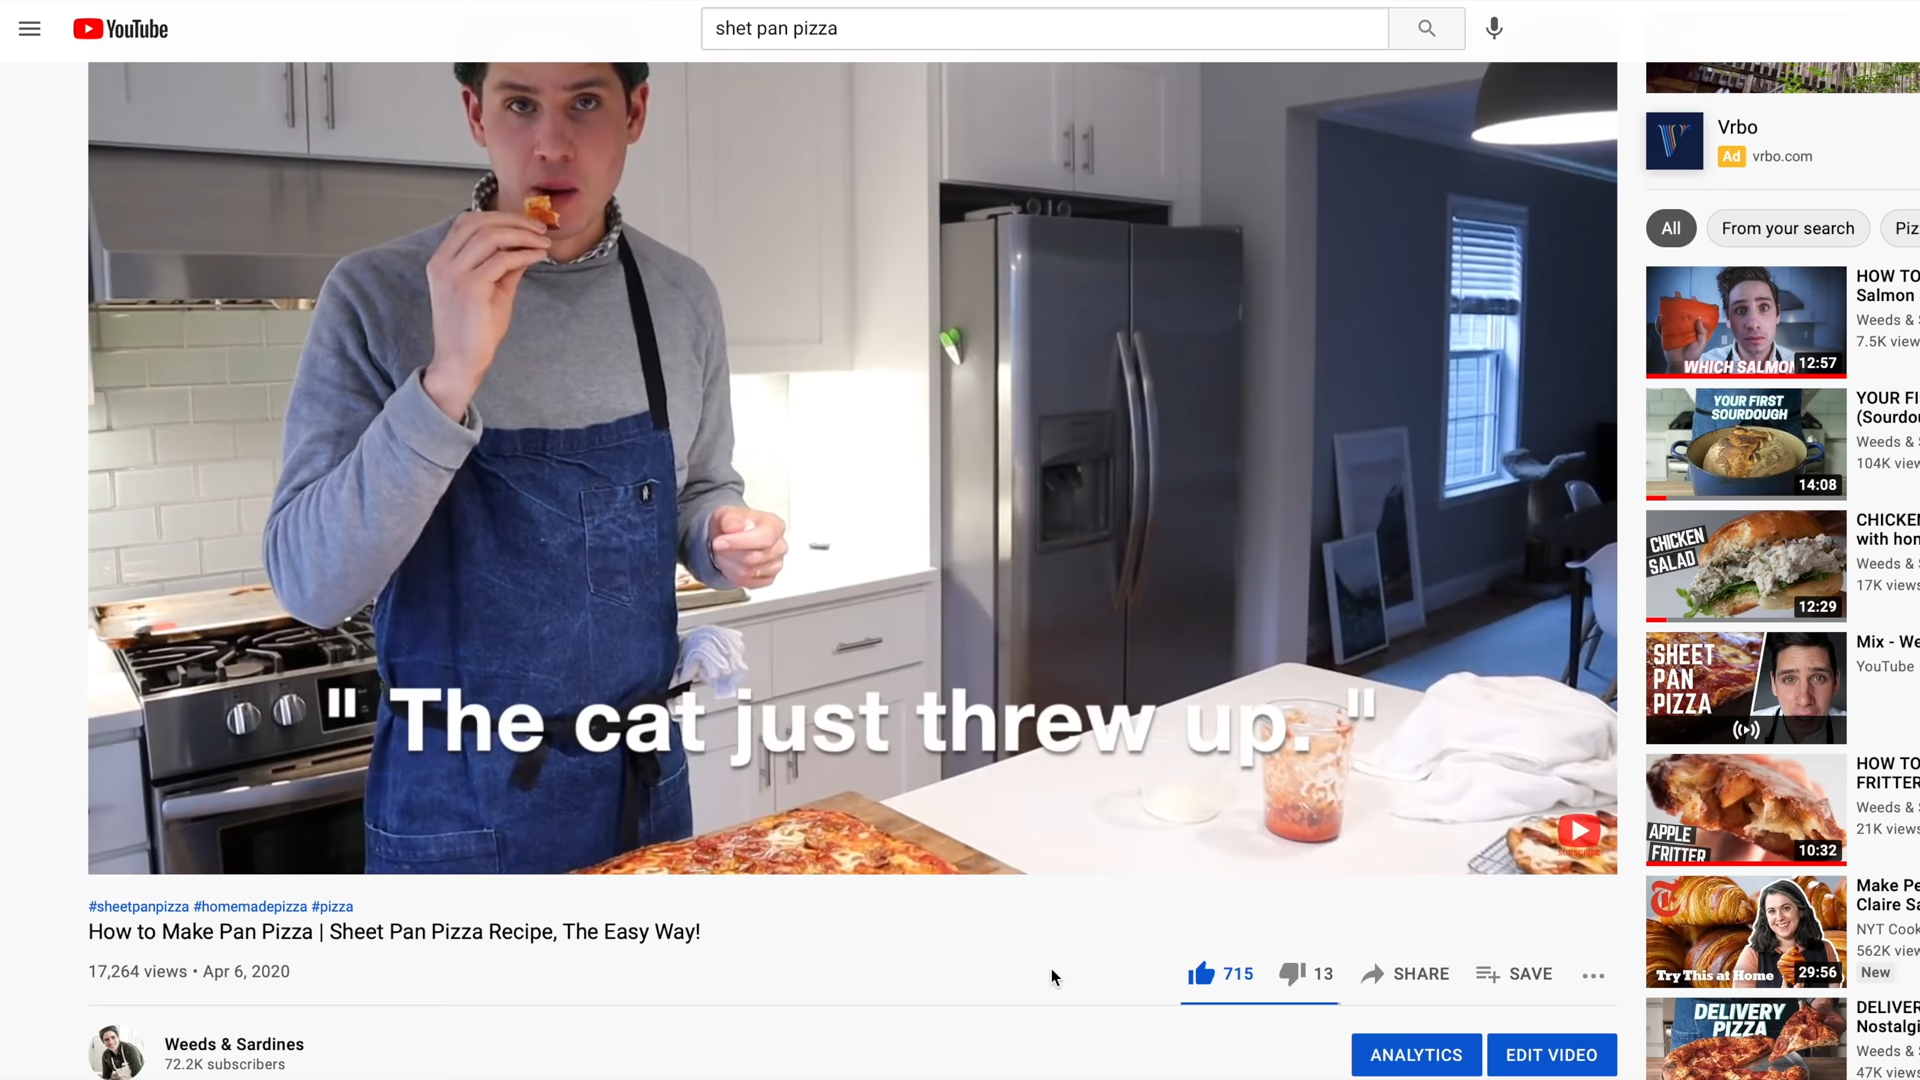 YouTube
shet pan pizza
" The cat just threw up. "
SUBSCRIBE
#sheetpanpizza #homemadepizza #pizza
How to Make Pan Pizza | Sheet Pan Pizza Recipe, The Easy Way!
17,264 views • Apr 6, 2020
715
13
SHARE
SAVE
Weeds & Sardines
72.2K subscribers
ANALYTICS
EDIT VIDEO
Vrbo
Ad vrbo.com
All
From your search
Piz
WHICH SALMON
12:57
HOW TO
Salmon
Weeds & S
7.5K view
YOUR FIRST
SOURDOUGH
14:08
YOUR FI
(Sourdou
Weeds & S
104K view
CHICKEN
SALAD
12:29
CHICKEN
with hom
Weeds & S
17K views
SHEET
PAN
PIZZA
Mix - We
YouTube
APPLE
FRITTER
10:32
HOW TO
FRITTER
Weeds & S
21K views
Try This at Home
29:56
Make Pe
Claire Sa
NYT Cook
562K view
New
DELIVERY
PIZZA
DELIVER
Nostalgi
Weeds & S
47K views